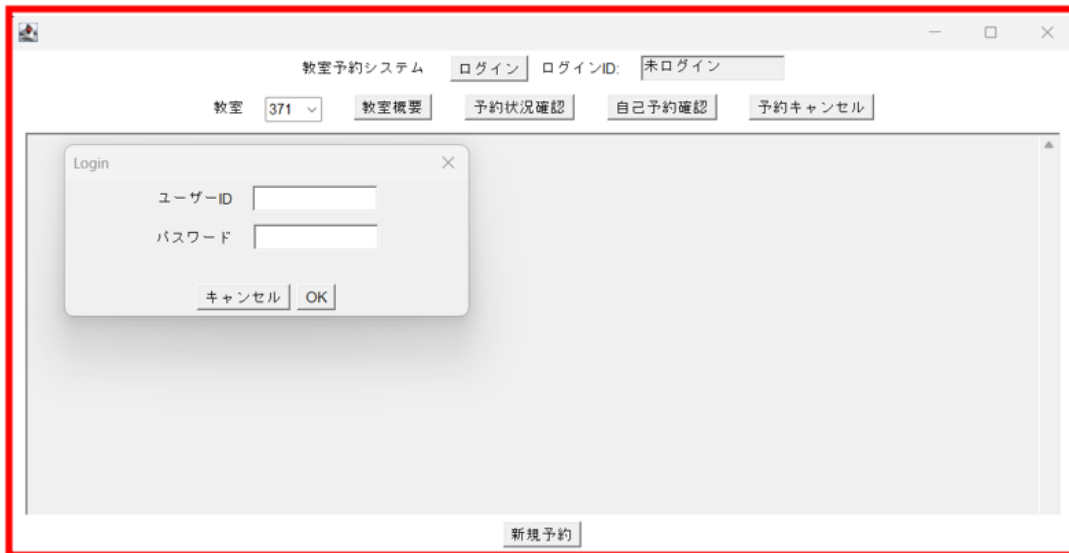 教室予約システム ログイン ログインID: 未ログイン
教室 371 教室概要 予約状況確認 自己予約確認 予約キャンセル
Login
ユーザーID
パスワード
キャンセル OK
新規予約